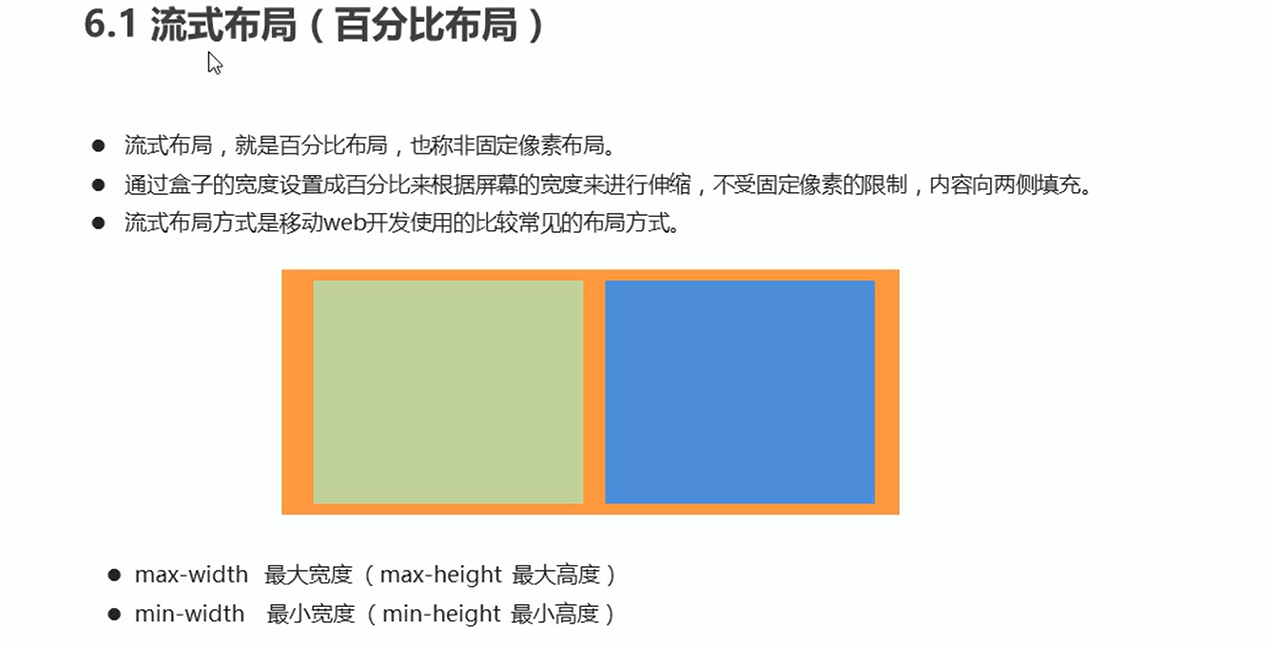 6.1 流式布局（百分比布局）
● 流式布局，就是百分比布局，也称非固定像素布局。
● 通过盒子的宽度设置成百分比来根据屏幕的宽度来进行伸缩，不受固定像素的限制，内容向两侧填充。
● 流式布局方式是移动web开发使用的比较常见的布局方式。
● max-width 最大宽度（max-height 最大高度）
● min-width 最小宽度（min-height 最小高度）